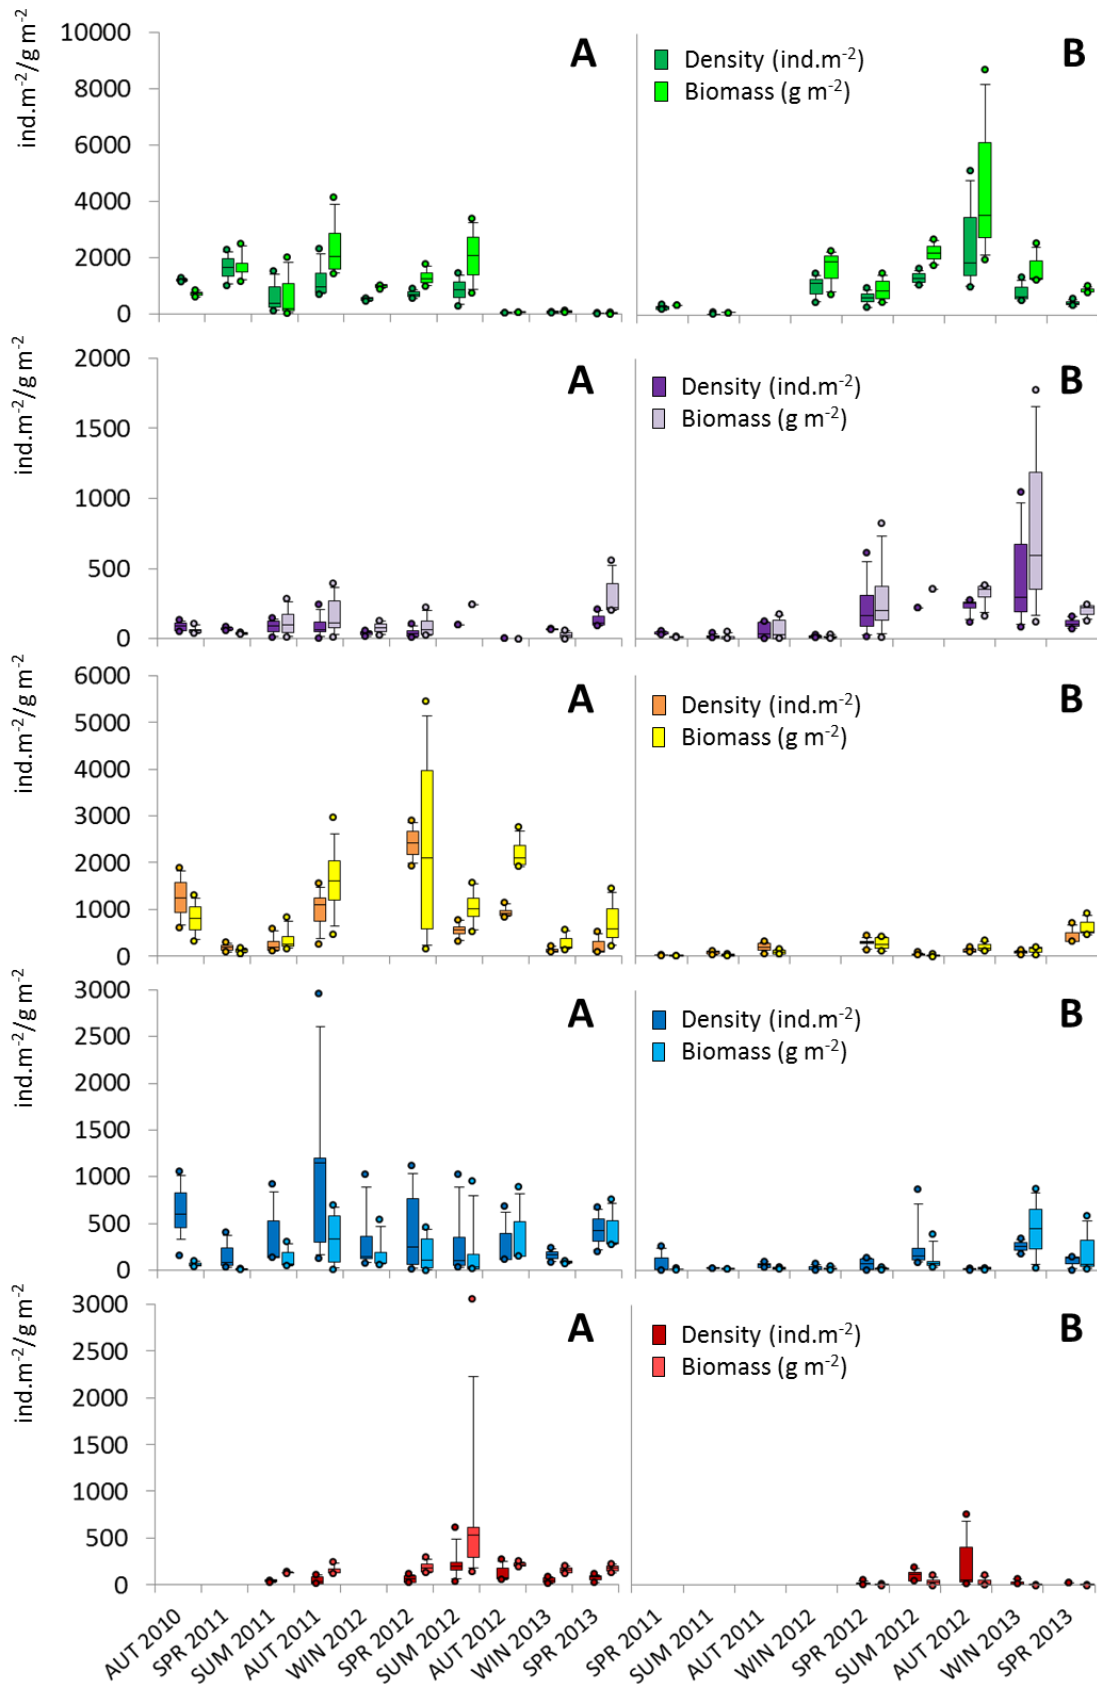 ind.m-2/g m-2
10000
8000
6000
4000
2000
0
A
B
Density (ind.m-2)
Biomass (g m-2)
ind.m-2/g m-2
2000
1500
1000
500
0
A
B
Density (ind.m-2)
Biomass (g m-2)
ind.m-2/g m-2
6000
5000
4000
3000
2000
1000
0
A
B
Density (ind.m-2)
Biomass (g m-2)
ind.m-2/g m-2
3000
2500
2000
1500
1000
500
0
A
B
Density (ind.m-2)
Biomass (g m-2)
ind.m-2/g m-2
3000
2500
2000
1500
1000
500
0
A
B
Density (ind.m-2)
Biomass (g m-2)
AUT 2010
SPR 2011
SUM 2011
AUT 2011
WIN 2012
SPR 2012
SUM 2012
AUT 2012
WIN 2013
SPR 2013
SPR 2011
SUM 2011
AUT 2011
WIN 2012
SPR 2012
SUM 2012
AUT 2012
WIN 2013
SPR 2013